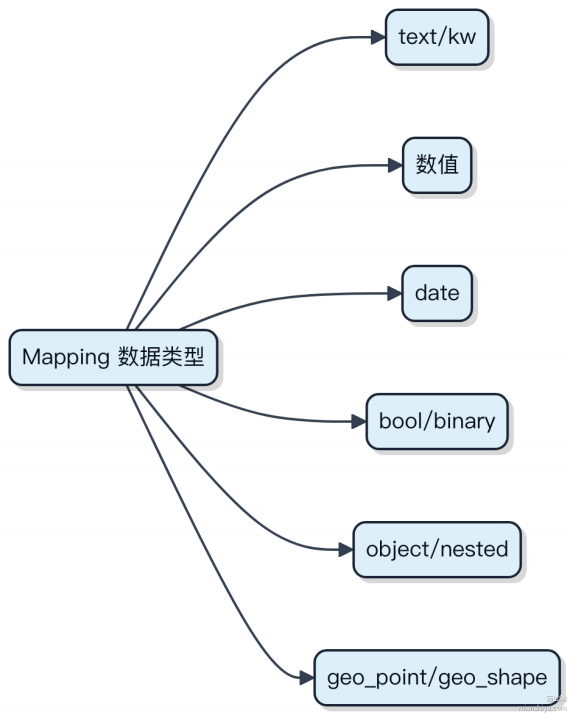 text/kw
数值
date
Mapping 数据类型
bool/binary
object/nested
geo_point/geo_shape